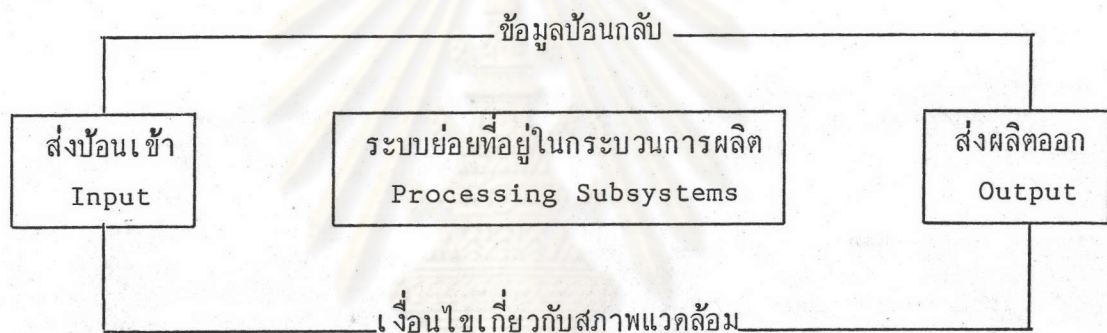 ข้อมูลป้อนกลับ
ส่งป้อนเข้า
Input
ระบบย่อยที่อยู่ในกระบวนการผลิต
Processing Subsystems
ส่งผลิตออก
Output
เงื่อนไขเกี่ยวกับสภาพแวดล้อม